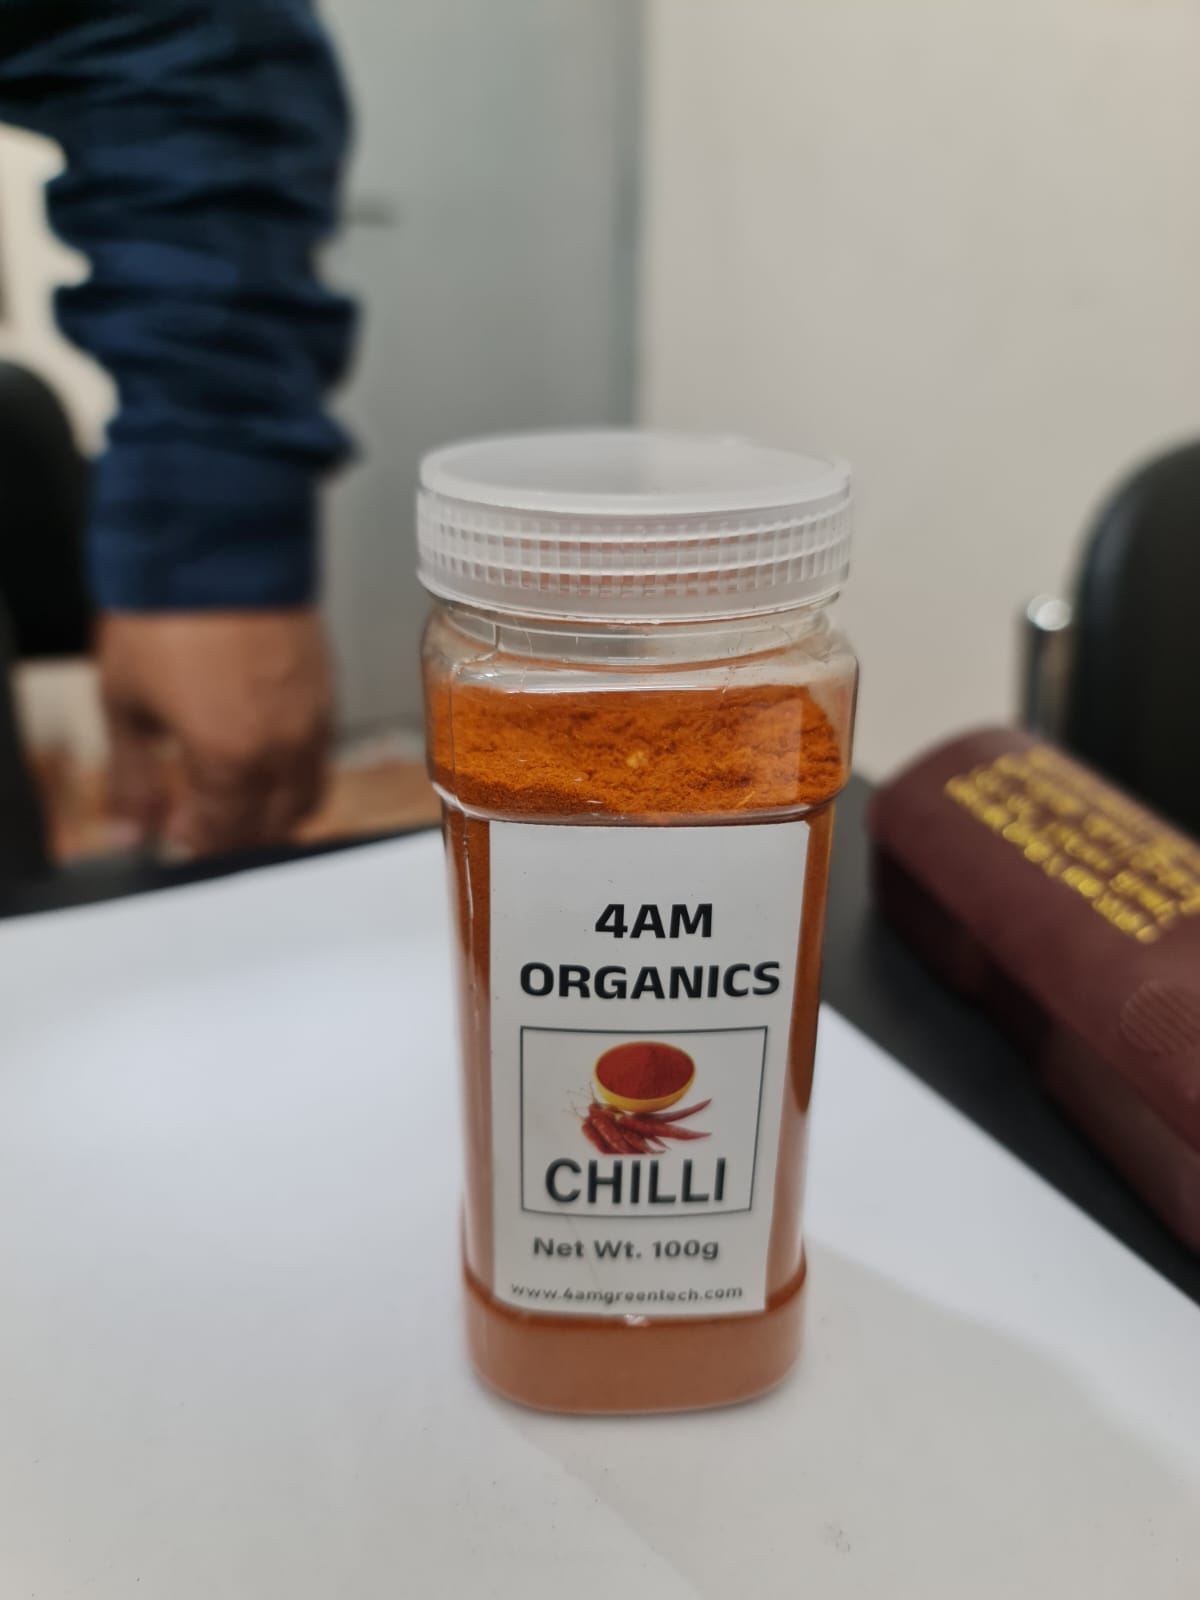 4AM
ORGANICS
CHILLI
Net Wt. 100g
www.4amgreentech.com